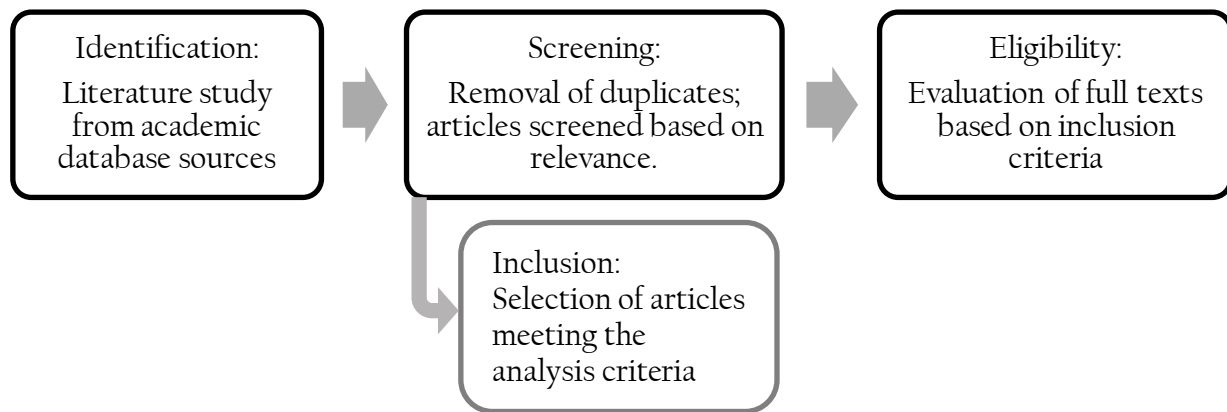 Identification:
Literature study
from academic
database sources
Screening:
Removal of duplicates;
articles screened based on
relevance.
Eligibility:
Evaluation of full texts
based on inclusion
criteria
Inclusion:
Selection of articles
meeting the
analysis criteria